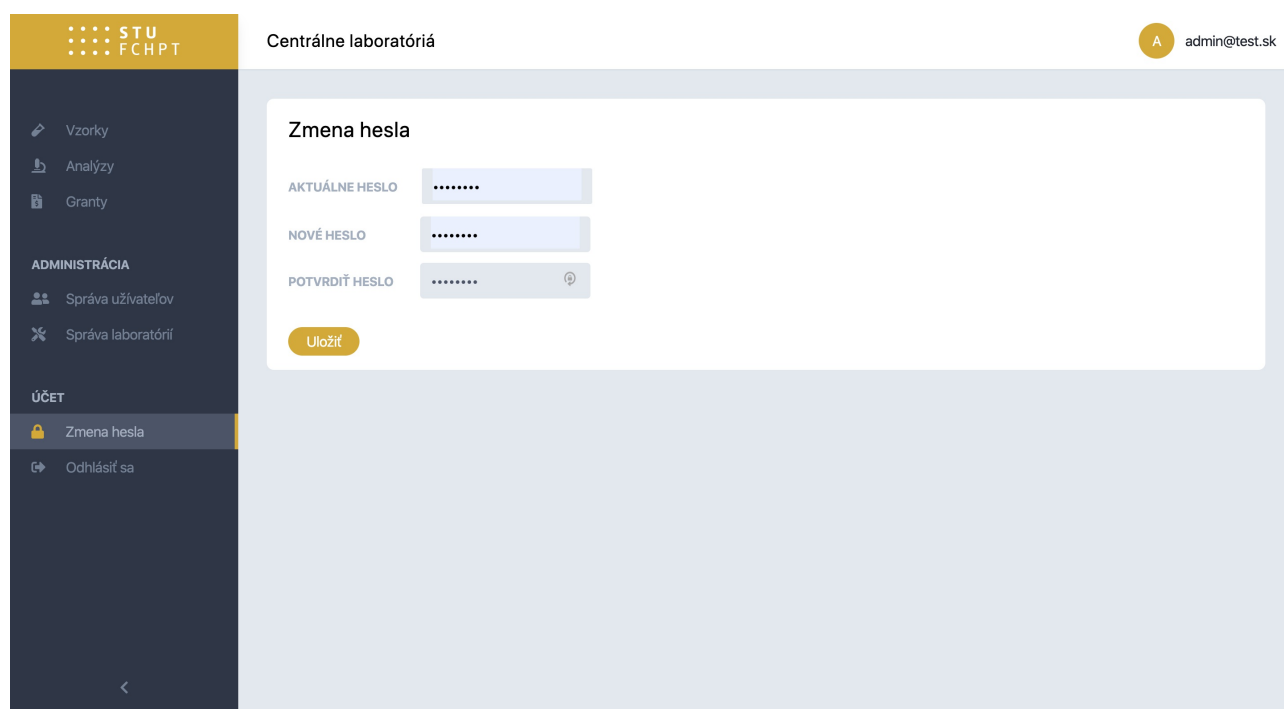 STU
FCHPT
Centrálne laboratóriá
A
admin@test.sk
Vzorky
Analýzy
Granty
ADMINISTRÁCIA
Správa užívateľov
Správa laboratórií
ÚČET
Zmena hesla
Odhlásiť sa
Zmena hesla
AKTUÁLNE HESLO ••••••••
NOVÉ HESLO ••••••••
POTVRDIŤ HESLO ••••••••
Uložiť